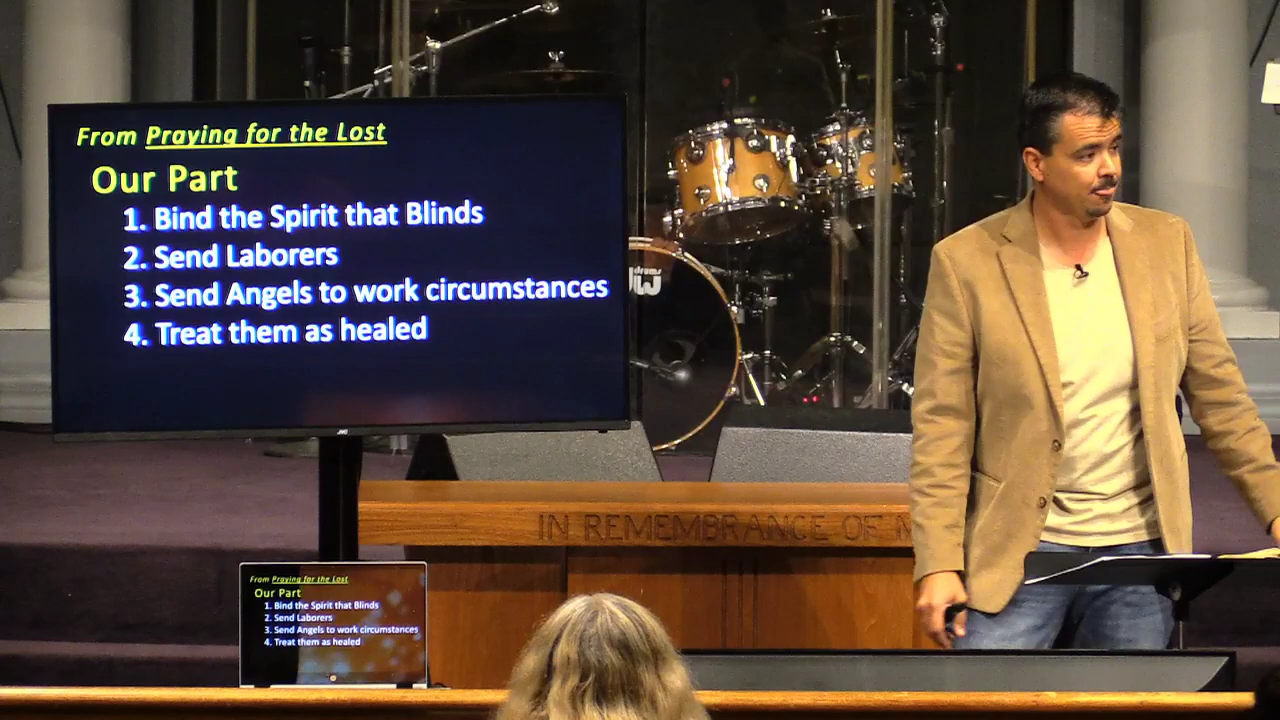 From Praying for the Lost
Our Part
1. Bind the Spirit that Blinds
2. Send Laborers
3. Send Angels to work circumstances
4. Treat them as healed
JVC
drums
DW
IN REMEMBRANCE OF M
From Praying for the Lost
Our Part
1. Bind the Spirit that Blinds
2. Send Laborers
3. Send Angels to work circumstances
4. Treat them as healed